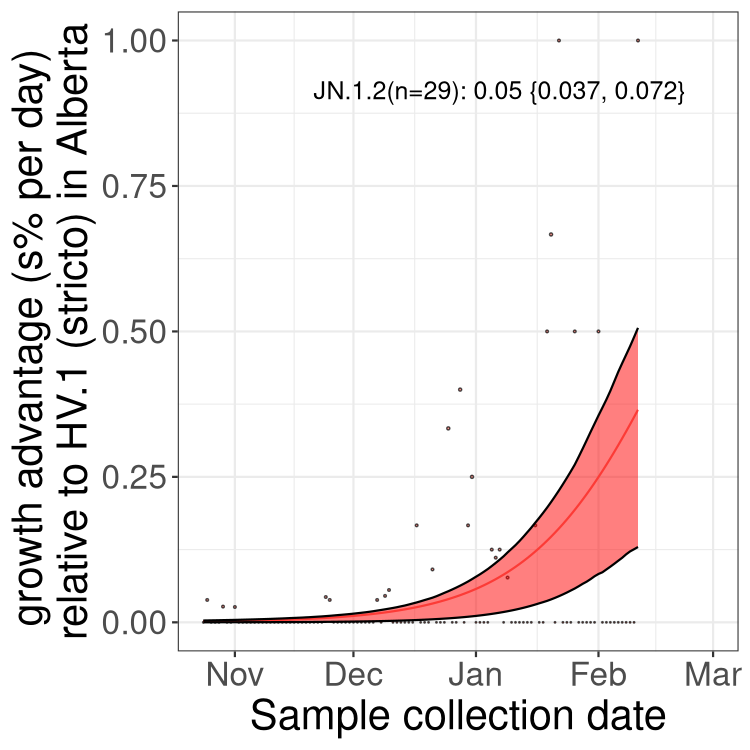 growth advantage (s% per day)
relative to HV.1 (stricto) in Alberta
1.00
0.75
0.50
0.25
0.00
JN.1.2(n=29): 0.05 {0.037, 0.072}
Nov Dec Jan Feb Mar
Sample collection date